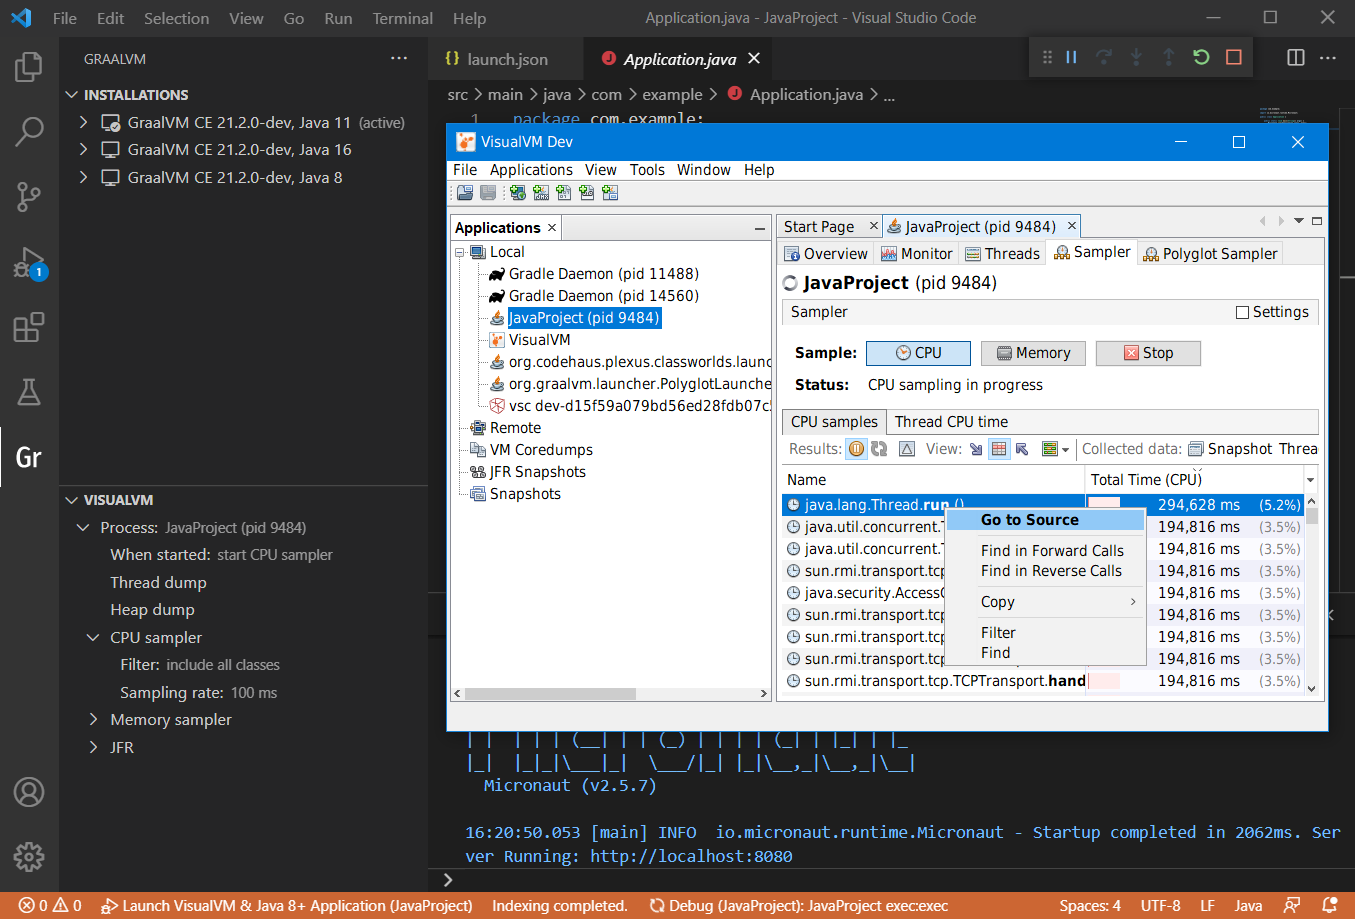 File Edit Selection View Go Run Terminal Help
Application.java - JavaProject - Visual Studio Code
GRAALVM
INSTALLATIONS
GraalVM CE 21.2.0-dev, Java 11 (active)
GraalVM CE 21.2.0-dev, Java 16
GraalVM CE 21.2.0-dev, Java 8
1
Gr
VISUALVM
Process: JavaProject (pid 9484)
When started: start CPU sampler
Thread dump
Heap dump
CPU sampler
Filter: include all classes
Sampling rate: 100 ms
Memory sampler
JFR
{} launch.json
J Application.java
src > main > java > com > example > J Application.java > ...
1 package com.example;
VisualVM Dev
File Applications View Tools Window Help
Applications
Local
Gradle Daemon (pid 11488)
Gradle Daemon (pid 14560)
JavaProject (pid 9484)
VisualVM
org.codehaus.plexus.classworlds.launc
org.graalvm.launcher.PolyglotLaunche
vsc dev-d15f59a079bd56ed28fdb07c5
Remote
VM Coredumps
JFR Snapshots
Snapshots
Start Page
JavaProject (pid 9484)
Overview Monitor Threads Sampler Polyglot Sampler
JavaProject (pid 9484)
Sampler
Settings
Sample: CPU Memory Stop
Status: CPU sampling in progress
CPU samples Thread CPU time
Results: View: Collected data: Snapshot Threa
Name Total Time (CPU)
java.lang.Thread.run () 294,628 ms (5.2%)
java.util.concurrent. 194,816 ms (3.5%)
java.util.concurrent. 194,816 ms (3.5%)
sun.rmi.transport.tcp 194,816 ms (3.5%)
java.security.Access 194,816 ms (3.5%)
sun.rmi.transport.tcp 194,816 ms (3.5%)
sun.rmi.transport.tcp 194,816 ms (3.5%)
sun.rmi.transport.tcp 194,816 ms (3.5%)
sun.rmi.transport.tcp.TCPTransport.hand 194,816 ms (3.5%)
Go to Source
Find in Forward Calls
Find in Reverse Calls
Copy
Filter
Find
Micronaut (v2.5.7)
16:20:50.053 [main] INFO io.micronaut.runtime.Micronaut - Startup completed in 2062ms. Ser
ver Running: http://localhost:8080
0 0 Launch VisualVM & Java 8+ Application (JavaProject) Indexing completed. Debug (JavaProject): JavaProject exec:exec Spaces: 4 UTF-8 LF Java